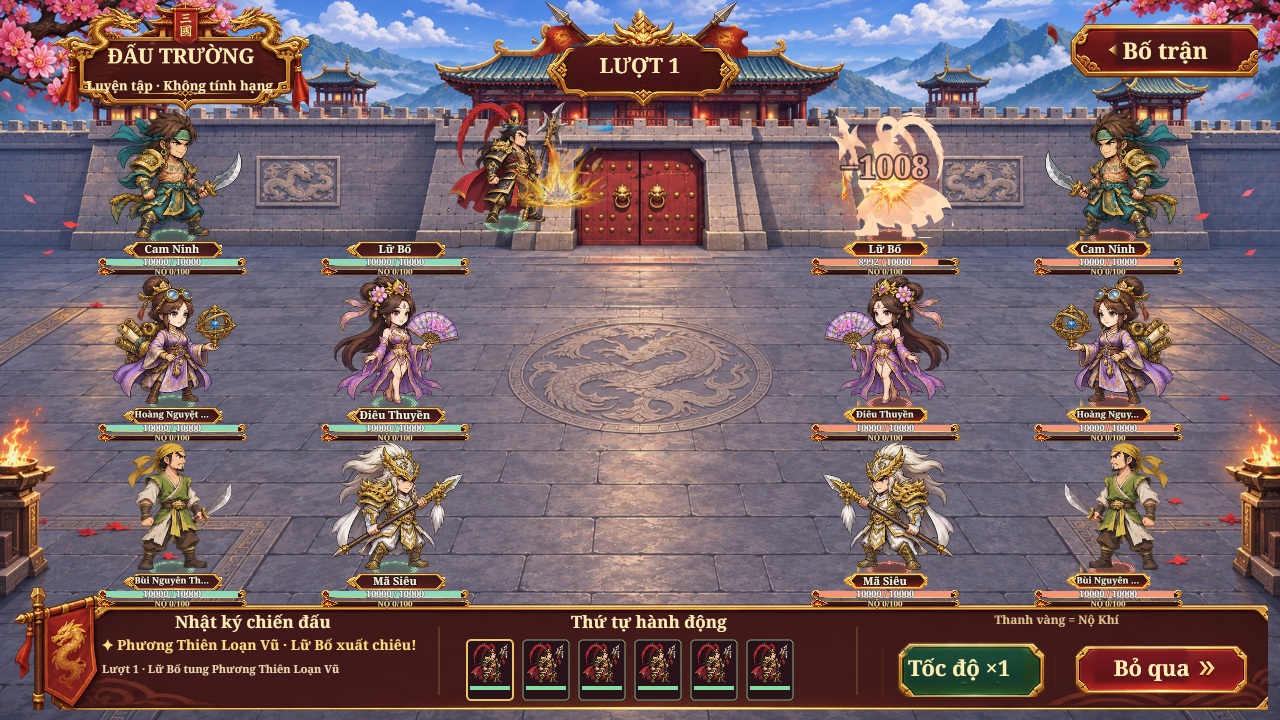 三國
ĐẤU TRƯỜNG
Luyện tập · Không tính hạng
LƯỢT 1
Bố trận
-1008
Cam Ninh
10000/10000
NỘ 0/100
Lữ Bố
10000/10000
NỘ 0/100
Lữ Bố
8992/10000
NỘ 0/100
Cam Ninh
10000/10000
NỘ 0/100
Hoàng Nguyệt ...
10000/10000
NỘ 0/100
Điêu Thuyền
10000/10000
NỘ 0/100
Điêu Thuyền
10000/10000
NỘ 0/100
Hoàng Nguy...
10000/10000
NỘ 0/100
Bùi Nguyên Th...
10000/10000
NỘ 0/100
Mã Siêu
10000/10000
NỘ 0/100
Mã Siêu
10000/10000
NỘ 0/100
Bùi Nguyên ...
10000/10000
NỘ 0/100
Nhật ký chiến đấu
✦ Phương Thiên Loạn Vũ · Lữ Bố xuất chiêu!
Lượt 1 · Lữ Bố tung Phương Thiên Loạn Vũ
Thứ tự hành động
Thanh vàng = Nộ Khí
Tốc độ ×1
Bỏ qua »